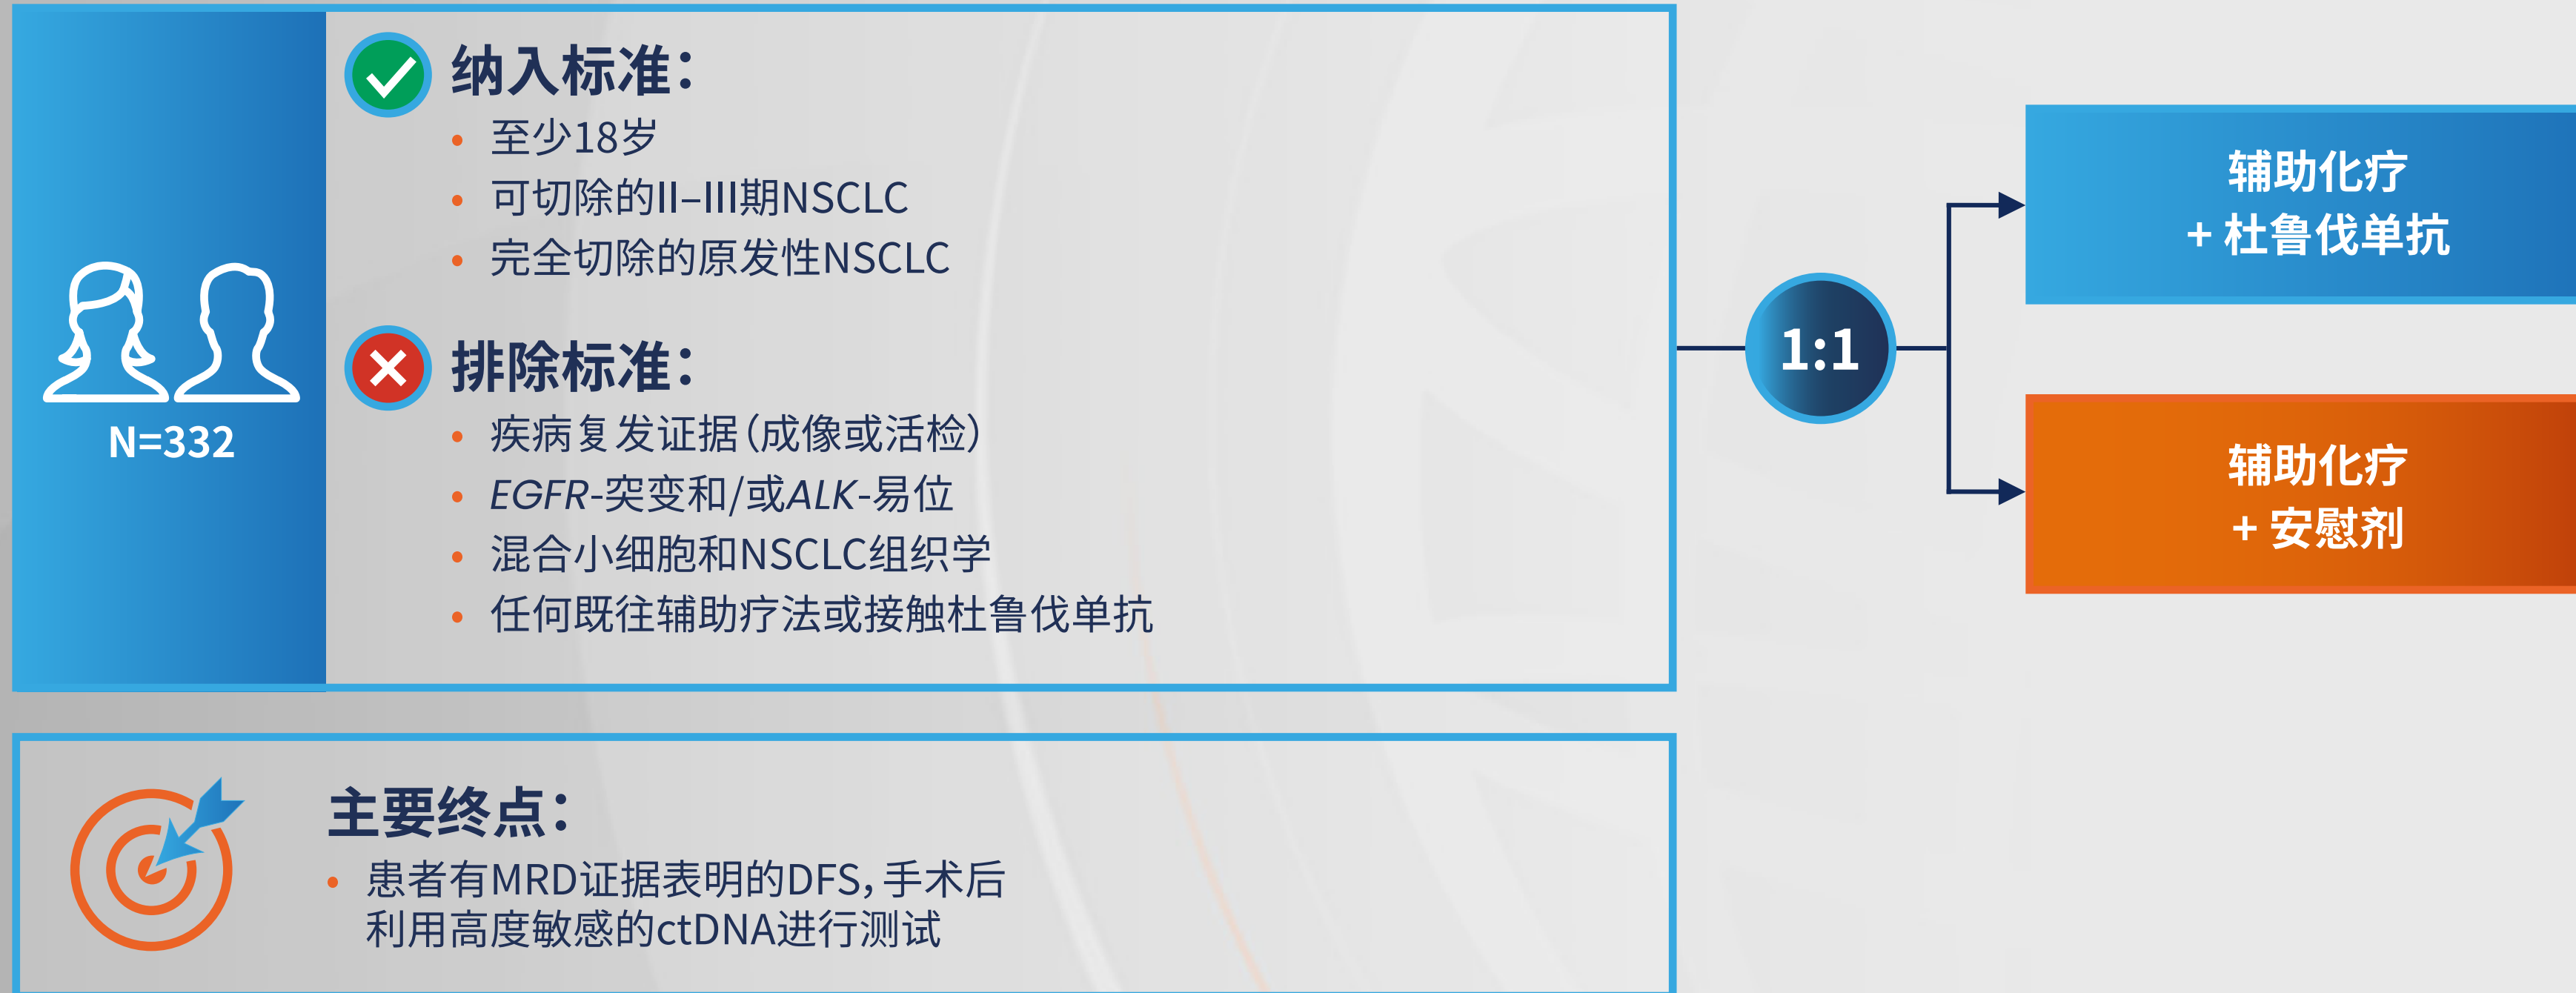 纳入标准：
• 至少18岁
• 可切除的II–III期NSCLC
• 完全切除的原发性NSCLC
排除标准：
• 疾病复发证据（成像或活检）
• EGFR-突变和/或ALK-易位
• 混合小细胞和NSCLC组织学
• 任何既往辅助疗法或接触杜鲁伐单抗
N=332
1:1
辅助化疗
+ 杜鲁伐单抗
辅助化疗
+ 安慰剂
主要终点：
• 患者有MRD证据表明的DFS，手术后
利用高度敏感的ctDNA进行测试